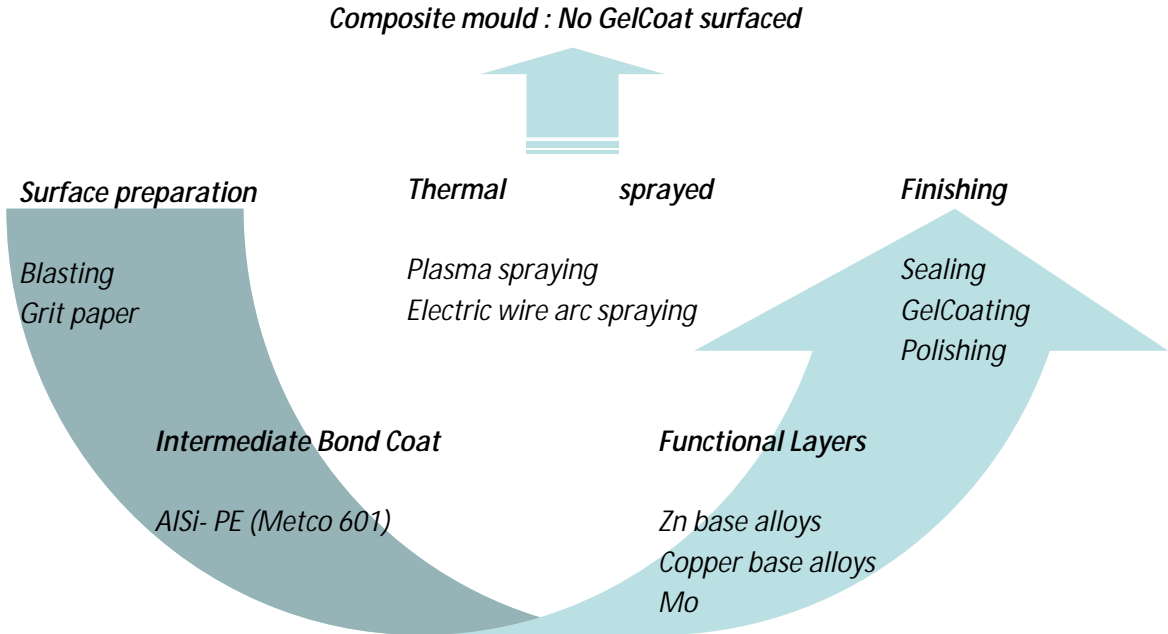 Composite mould : No GelCoat surfaced
Surface preparation
Blasting
Grit paper
Thermal sprayed
Plasma spraying
Electric wire arc spraying
Finishing
Sealing
GelCoating
Polishing
Intermediate Bond Coat
AlSi- PE (Metco 601)
Functional Layers
Zn base alloys
Copper base alloys
Mo